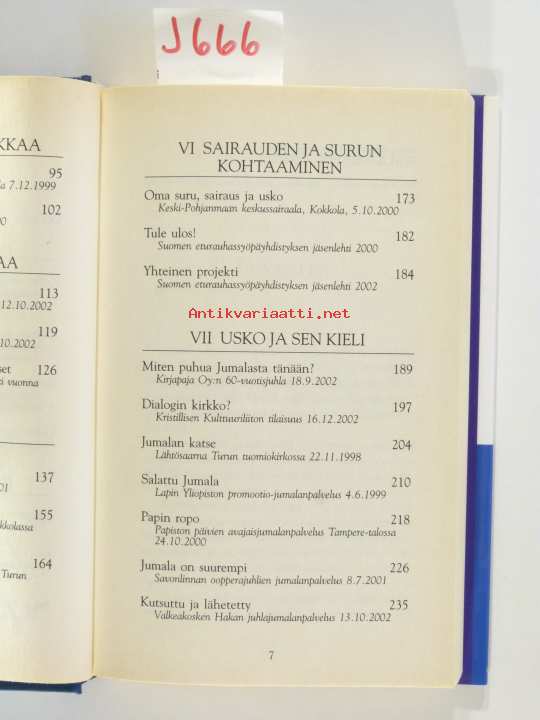 J666
KKAA
95
a 7.12.1999
102
00
AA
113
12.10.2002
119
0.2002
set 126
ti vuonna
137
01
155
kkolassa
164
Turun
VI SAIRAUDEN JA SURUN
KOHTAAMINEN
Oma suru, sairaus ja usko 173
Keski-Pohjanmaan keskussairaala, Kokkola, 5.10.2000
Tule ulos! 182
Suomen eturauhassyöpäyhdistyksen jäsenlehti 2000
Yhteinen projekti 184
Suomen eturauhassyöpäyhdistyksen jäsenlehti 2002
Antikvariaatti.net
VII USKO JA SEN KIELI
Miten puhua Jumalasta tänään? 189
Kirjapaja Oy:n 60-vuotisjuhla 18.9.2002
Dialogin kirkko? 197
Kristillisen Kulttuuriliiton tilaisuus 16.12.2002
Jumalan katse 204
Lähtösaarna Turun tuomiokirkossa 22.11.1998
Salattu Jumala 210
Lapin Yliopiston promootio-jumalanpalvelus 4.6.1999
Papin ropo 218
Papiston päivien avajaisjumalanpalvelus Tampere-talossa
24.10.2000
Jumala on suurempi 226
Savonlinnan oopperajuhlien jumalanpalvelus 8.7.2001
Kutsuttu ja lähetetty 235
Valkeakosken Hakan juhlajumalanpalvelus 13.10.2002
7